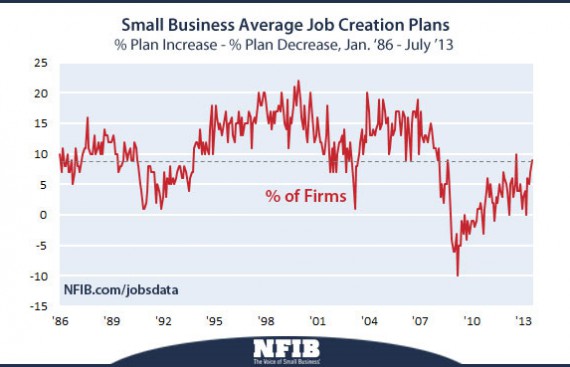 Small Business Average Job Creation Plans
% Plan Increase - % Plan Decrease, Jan. '86 - July '13
25
20
15
10
5
0
-5
-10
-15
% of Firms
NFIB.com/jobsdata
'86 '89 '92 '95 '98 '01 '04 '07 '10 '13
NFIB
The Voice of Small Business